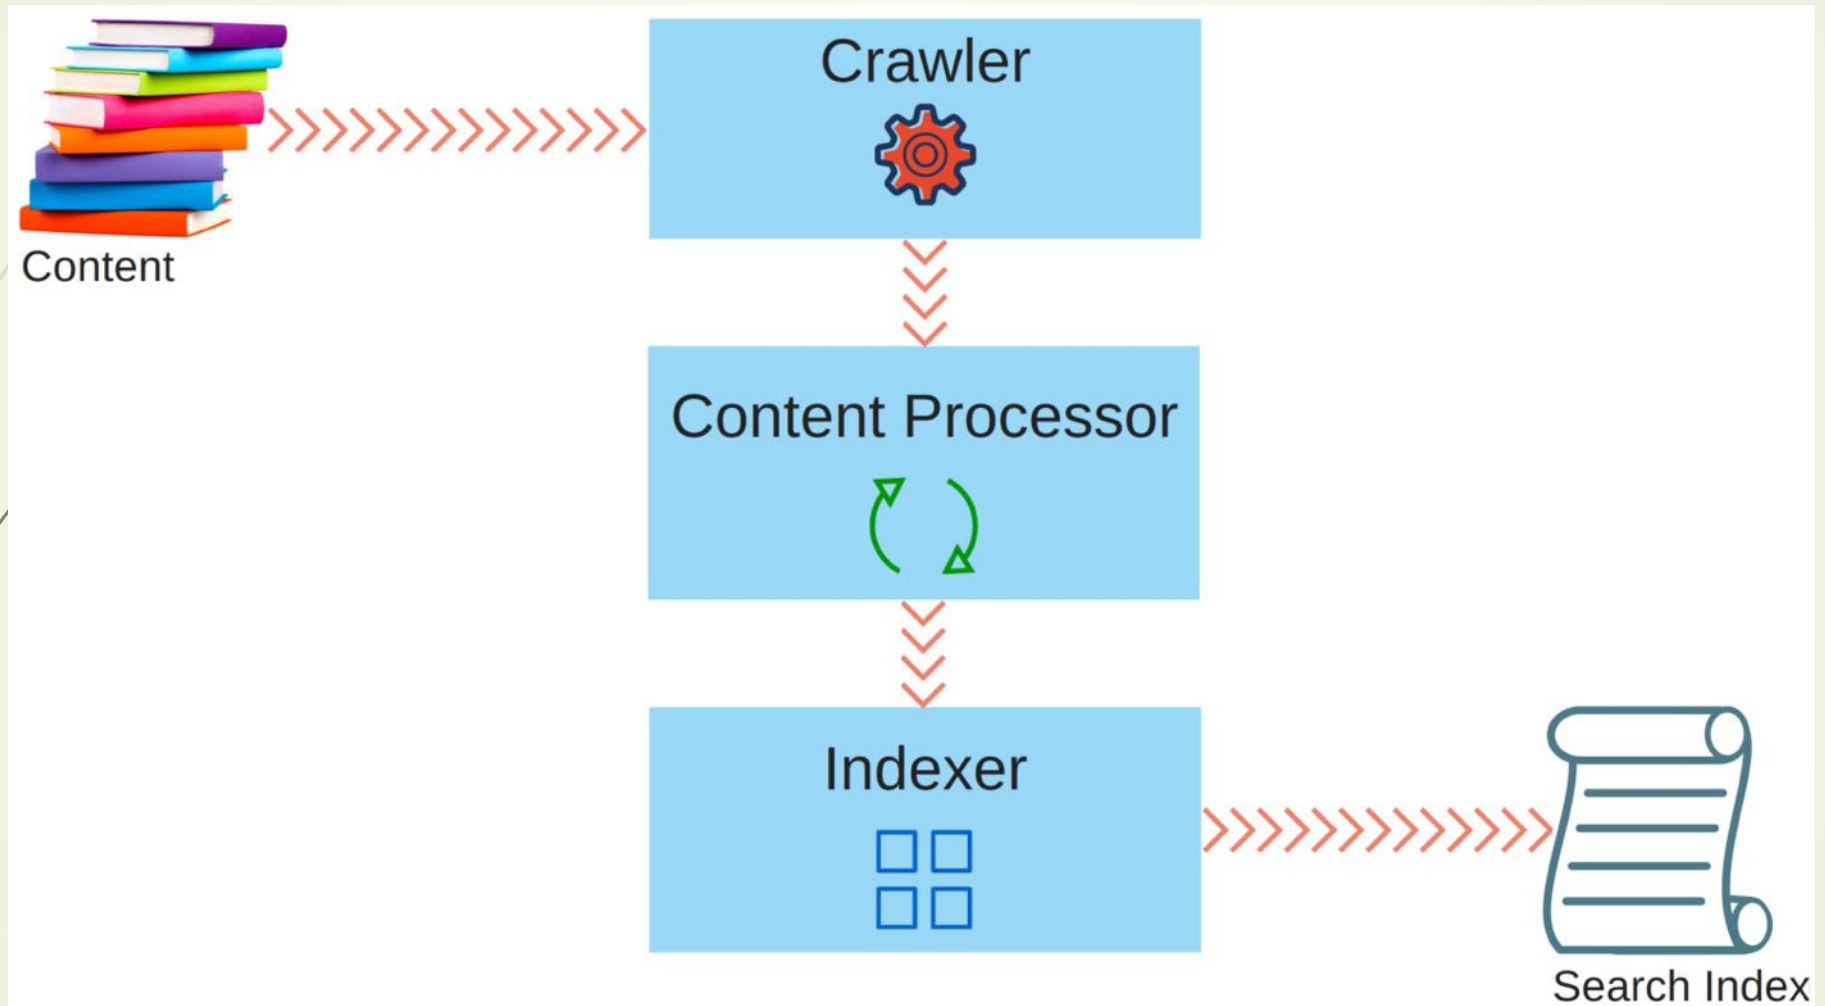 Crawler
Content
Content Processor
Indexer
Search Index